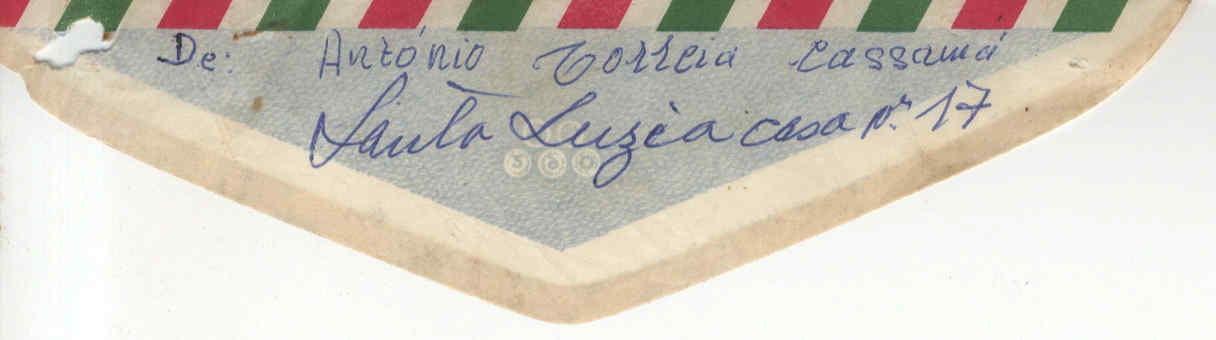 De: António Correia Cassamá
Santa Luzia casa nº 17